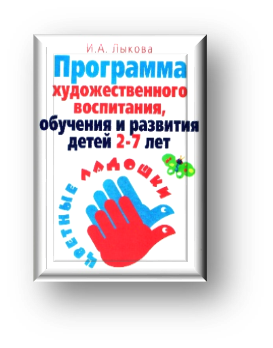 И.А. Лыкова
Программа
художественного
воспитания,
обучения и развития
детей 2-7 лет
ЦВЕТНЫЕ ЛАДОШКИ